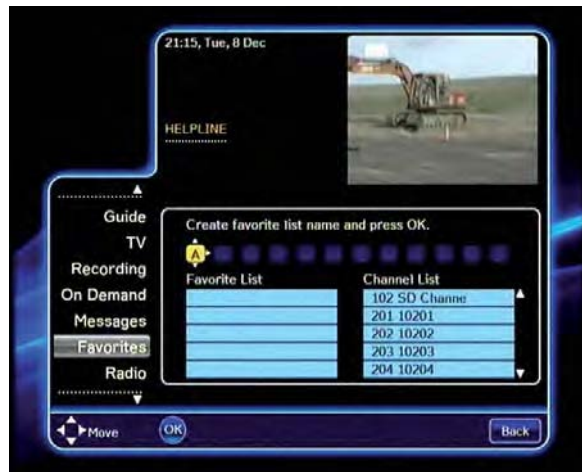 21:15, Tue, 8 Dec
HELPLINE
Guide
TV
Recording
On Demand
Messages
Favorites
Radio
Create favorite list name and press OK.
A
Favorite List
Channel List
102 SD Channe
201 10201
202 10202
203 10203
204 10204
Move
OK
Back